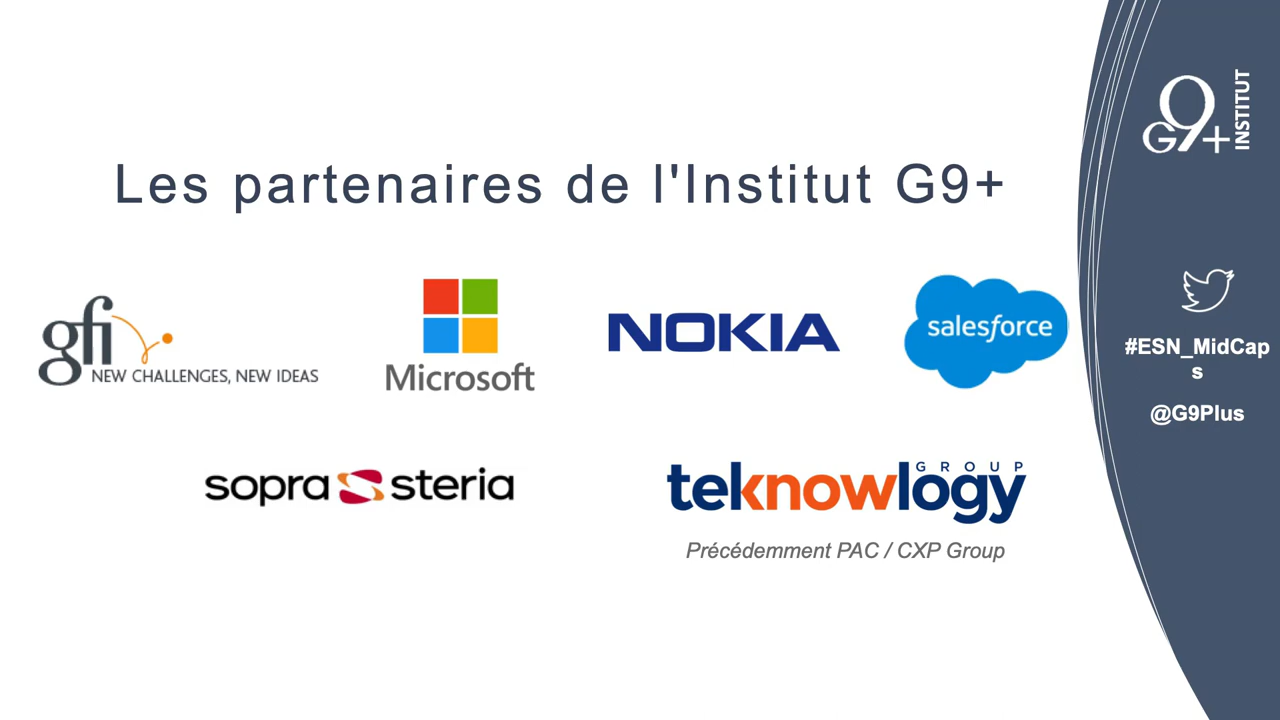 Les partenaires de l'Institut G9+
gfi
NEW CHALLENGES, NEW IDEAS
Microsoft
NOKIA
salesforce
sopra steria
teknowlogy
GROUP
Précédemment PAC / CXP Group
G9+
INSTITUT
#ESN_MidCap
s
@G9Plus